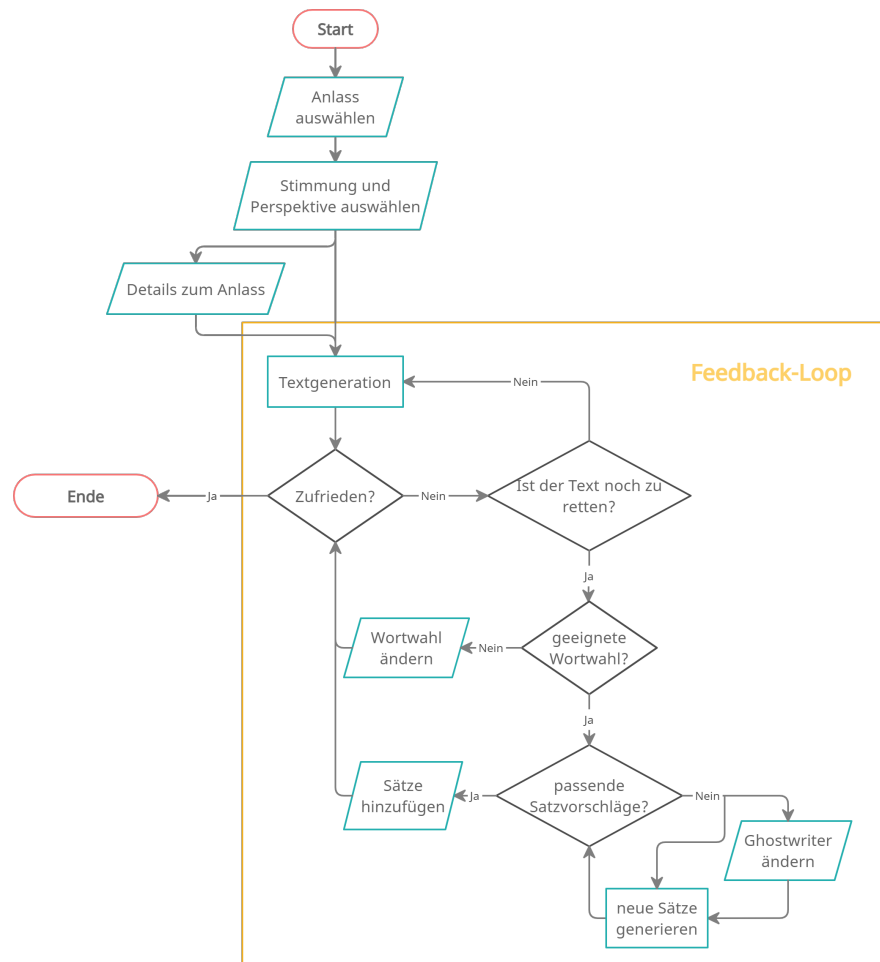 Start
Anlass
auswählen
Stimmung und
Perspektive auswählen
Details zum Anlass
Feedback-Loop
Textgeneration
Nein
Ist der Text noch zu
retten?
Zufrieden?
Nein
Ja
Ende
Ja
geeignete
Wortwahl?
Nein
Wortwahl
ändern
Ja
passende
Satzvorschläge?
Ja
Sätze
hinzufügen
Nein
Ghostwriter
ändern
neue Sätze
generieren